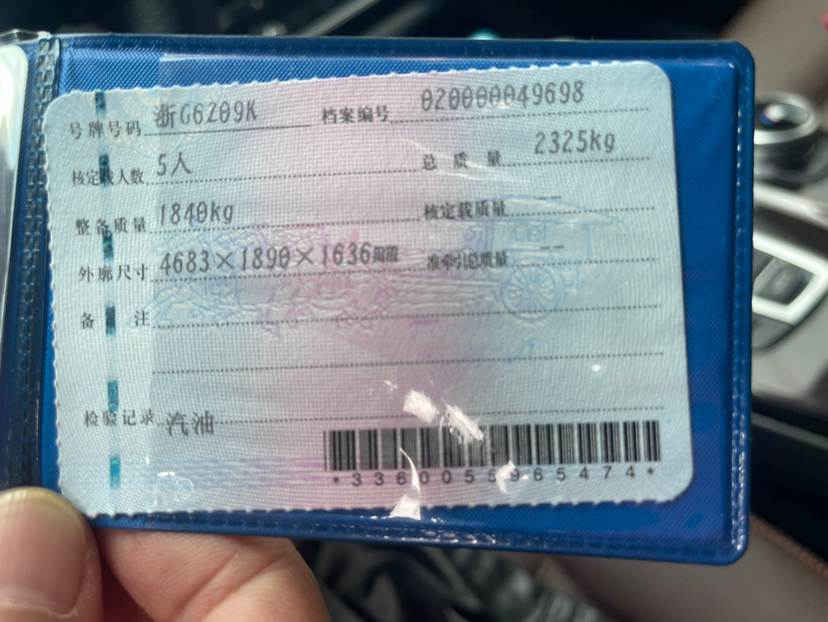 号牌号码 浙G6209K 档案编号 020000049698
核定载人数 5人 总质量 2325kg
整备质量 1840kg 核定载质量 --
外廓尺寸 4683×1890×1636mm 准牵引总质量 --
备注
检验记录 汽油
*3360055965474*